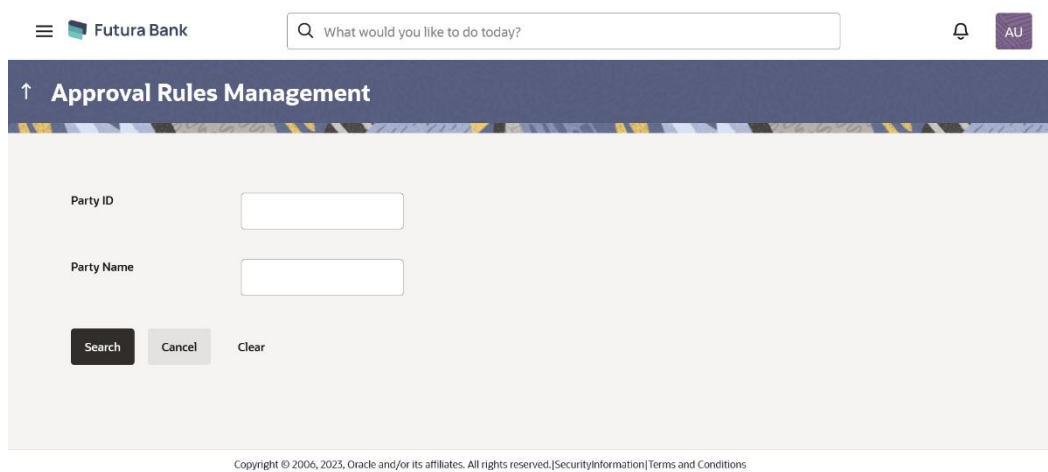 Futura Bank
What would you like to do today?
AU
↑ Approval Rules Management
Party ID
Party Name
Search Cancel Clear
Copyright © 2006, 2023, Oracle and/or its affiliates. All rights reserved.|SecurityInformation|Terms and Conditions